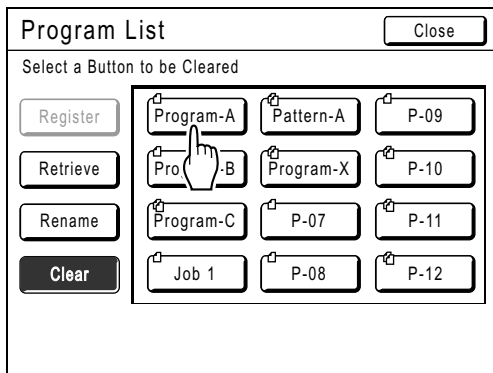 Program List
Close
Select a Button to be Cleared
Register
Program-A
Pattern-A
P-09
Retrieve
Pro -B
Program-X
P-10
Rename
Program-C
P-07
P-11
Clear
Job 1
P-08
P-12